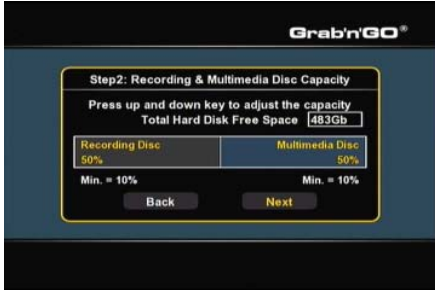 Grab'n'GO®
Step2: Recording & Multimedia Disc Capacity
Press up and down key to adjust the capacity
Total Hard Disk Free Space 483Gb
Recording Disc Multimedia Disc
50% 50%
Min. = 10% Min. = 10%
Back Next